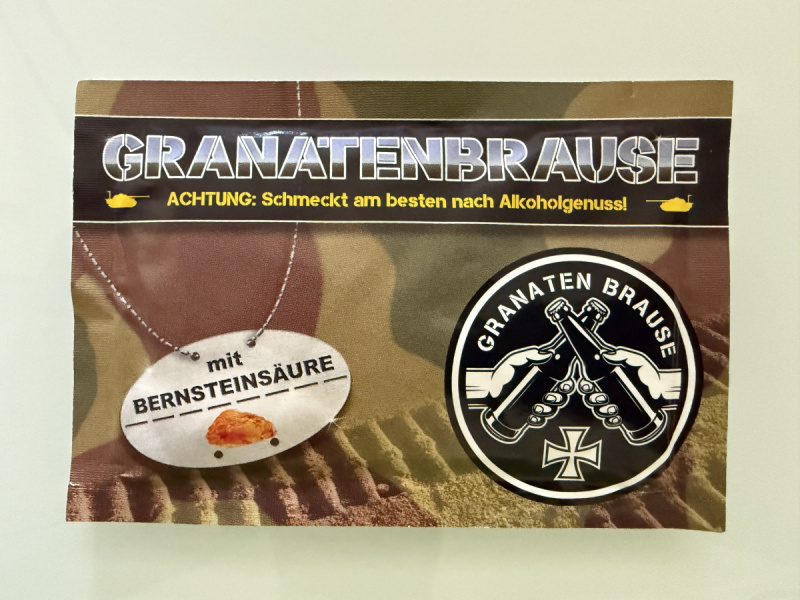 GRANATENBRAUSE
ACHTUNG: Schmeckt am besten nach Alkoholgenuss!
mit
BERNSTEINSÄURE
GRANATEN BRAUSE